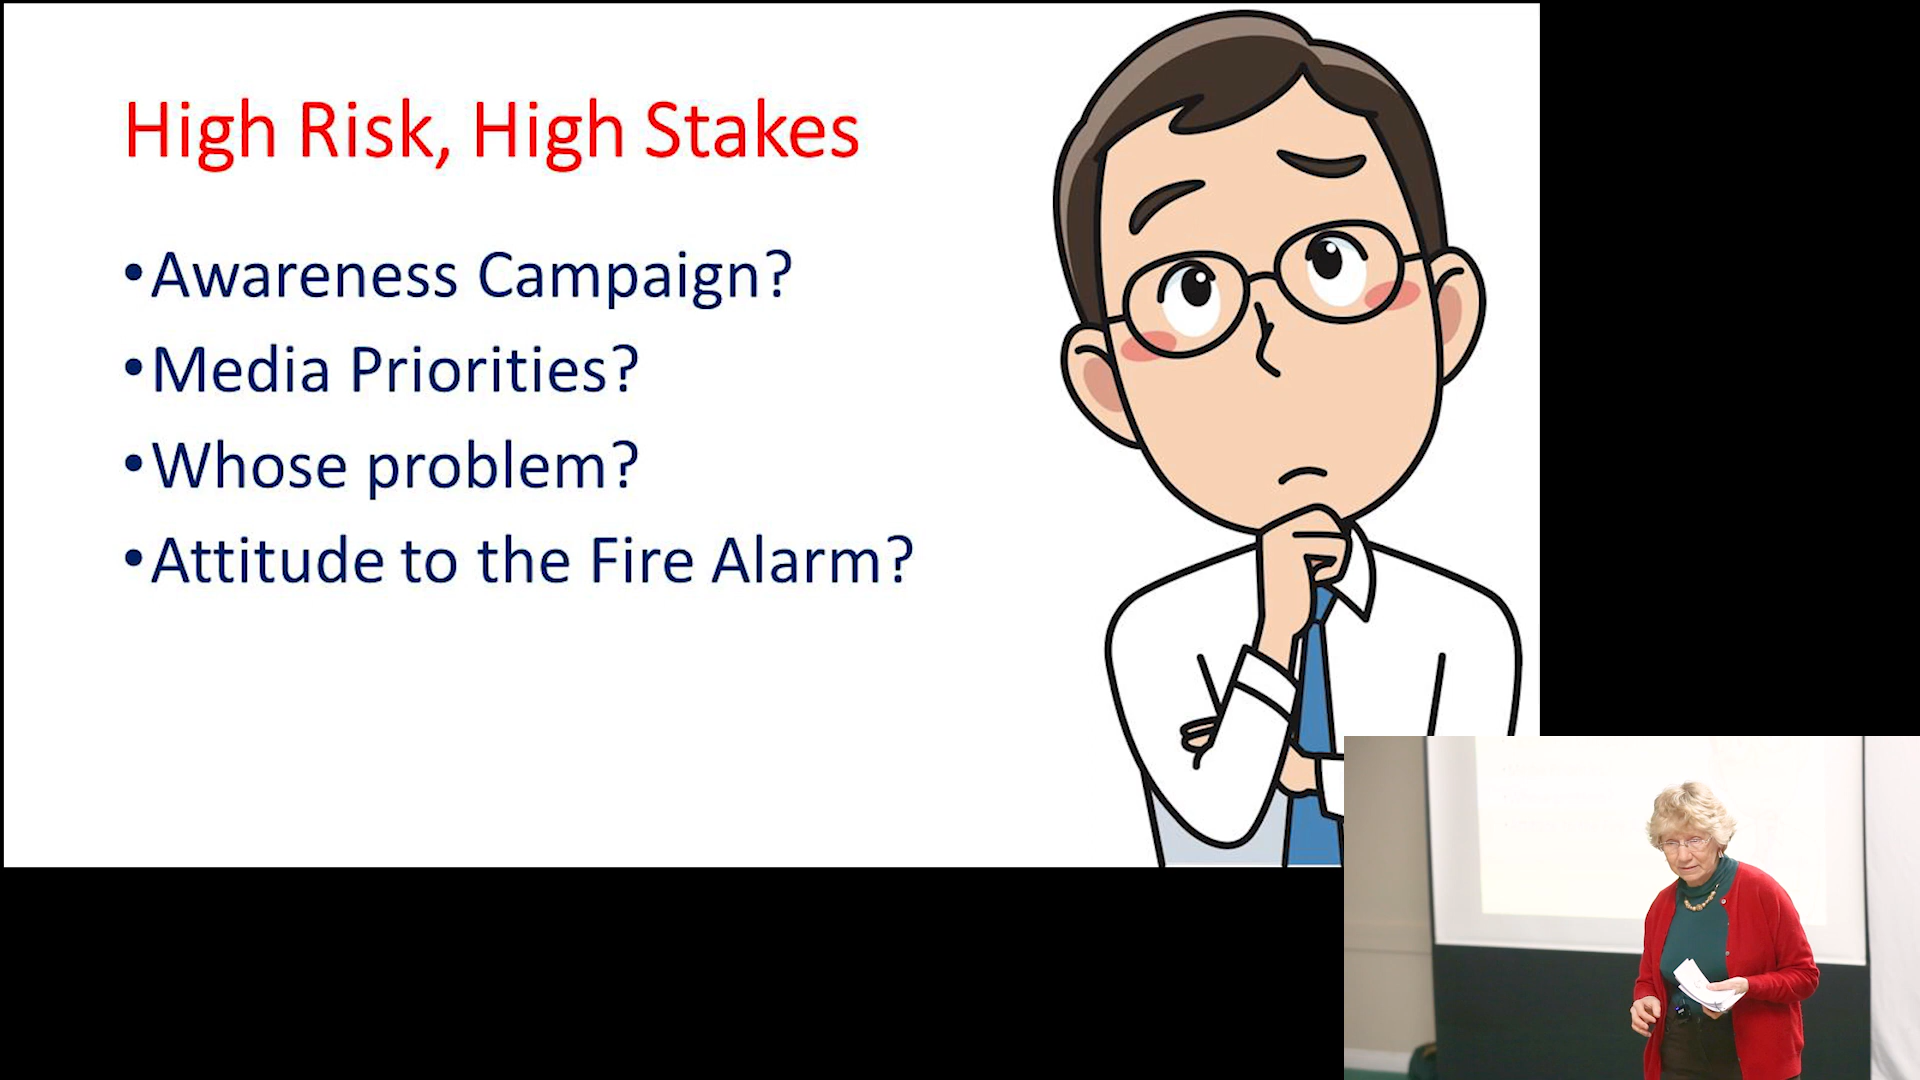 High Risk, High Stakes
•Awareness Campaign?
•Media Priorities?
•Whose problem?
•Attitude to the Fire Alarm?